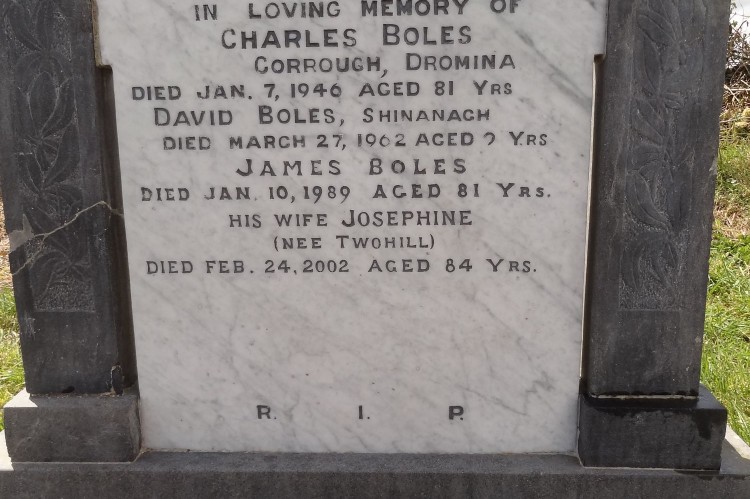 IN LOVING MEMORY OF
CHARLES BOLES
CORROUGH, DROMINA
DIED JAN. 7, 1946 AGED 81 YRS
DAVID BOLES, SHINANAGH
DIED MARCH 27, 1962 AGED YRS
JAMES BOLES
DIED JAN. 10, 1989 AGED 81 YRS.
HIS WIFE JOSEPHINE
(NEE TWOHILL)
DIED FEB. 24, 2002 AGED 84 YRS.
R. I. P.